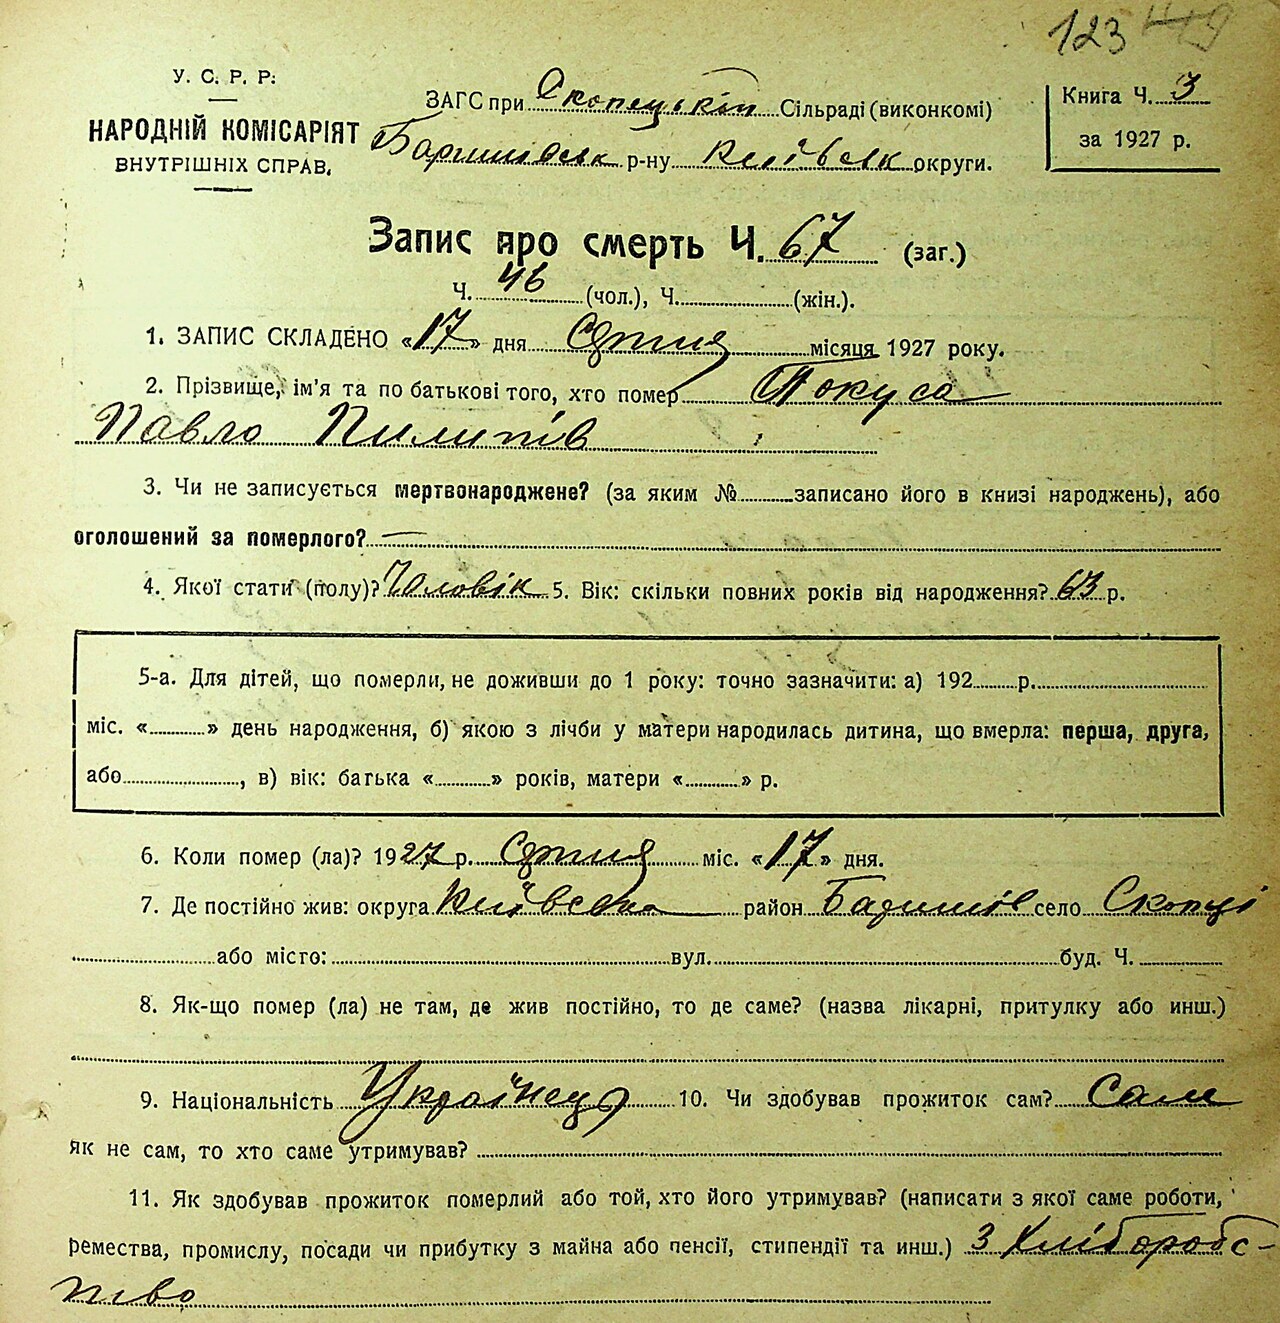 123
У. С. Р. Р.
НАРОДНІЙ КОМІСАРІЯТ
ВНУТРІШНІХ СПРАВ.
ЗАГС при Скопецькій Сільраді (виконкомі)
Баришівськ р-ну Київськ округи.
Книга Ч. 3
за 1927 р.
Запис про смерть Ч. 67 (заг.)
Ч. 46 (чол.), Ч. (жін.).
1. ЗАПИС СКЛАДЕНО «17» дня Серпня місяця 1927 року.
2. Прізвище, ім'я та по батькові того, хто помер Покуса
Павло Пилипів
3. Чи не записується мертвонароджене? (за яким № записано його в книзі народжень), або
оголошений за померлого? —
4. Якої стати (полу)? Чоловік 5. Вік: скільки повних років від народження? 63 р.
5-а. Для дітей, що померли, не доживши до 1 року: точно зазначити: а) 192 р.
міс. « » день народження, б) якою з лічби у матери народилась дитина, що вмерла: перша, друга,
або , в) вік: батька « » років, матери « » р.
6. Коли помер (ла)? 1927 р. Серпня міс. «17» дня.
7. Де постійно жив: округа Київська район Баришів село Скопці
або місто: вул. буд. Ч.
8. Як-що помер (ла) не там, де жив постійно, то де саме? (назва лікарні, притулку або инш.)
9. Національність Українець 10. Чи здобував прожиток сам? Сам
Як не сам, то хто саме утримував?
11. Як здобував прожиток померлий або той, хто його утримував? (написати з якої саме роботи,
ремества, промислу, посади чи прибутку з майна або пенсії, стипендії та инш.) З Хліборобс-
тво